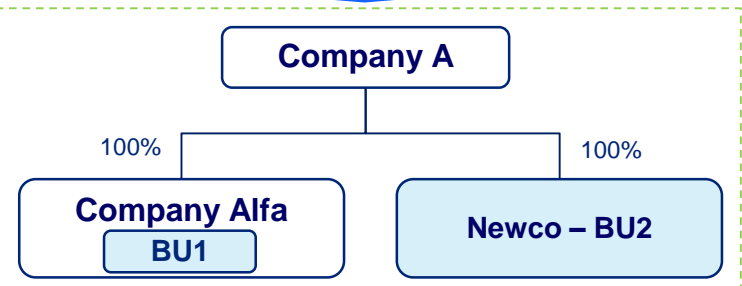 Company A
100%
100%
Company Alfa
BU1
Newco – BU2